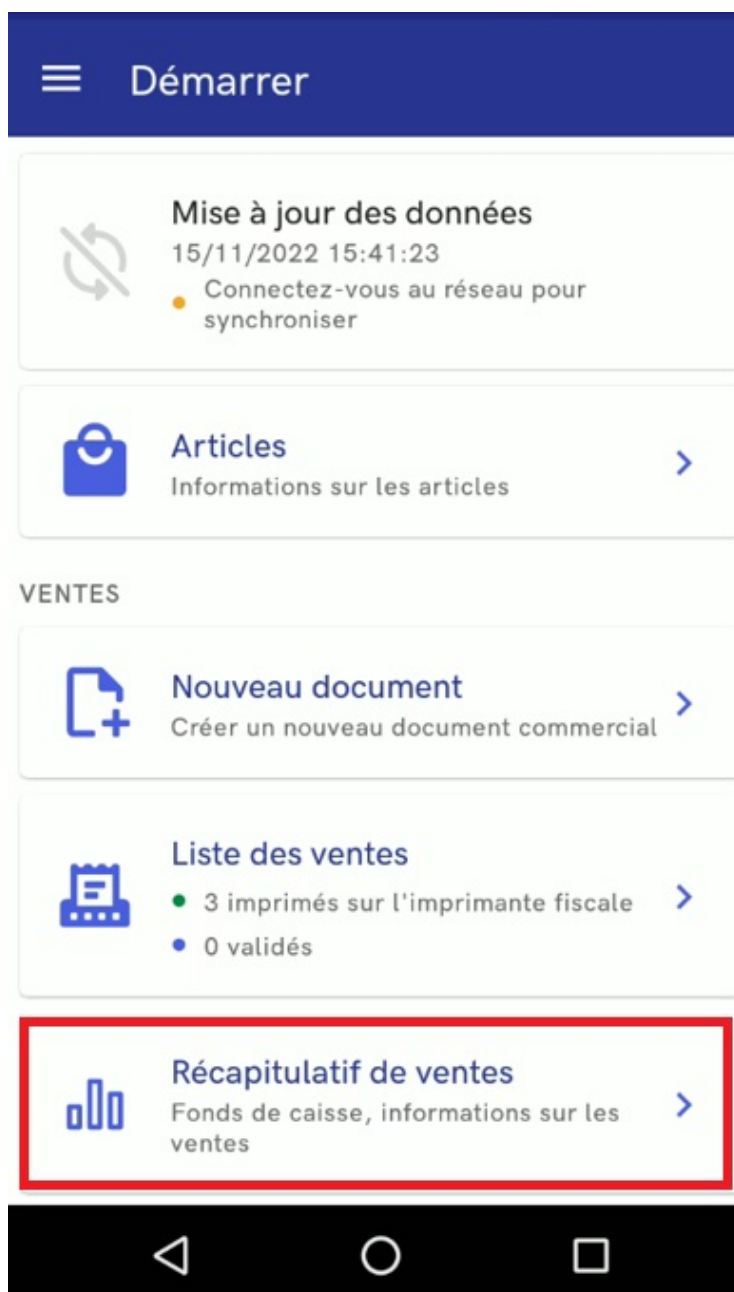 Démarrer
Mise à jour des données
15/11/2022 15:41:23
Connectez-vous au réseau pour
synchroniser
Articles
Informations sur les articles
VENTES
Nouveau document
Créer un nouveau document commercial
Liste des ventes
3 imprimés sur l'imprimante fiscale
0 validés
Récapitulatif de ventes
Fonds de caisse, informations sur les
ventes